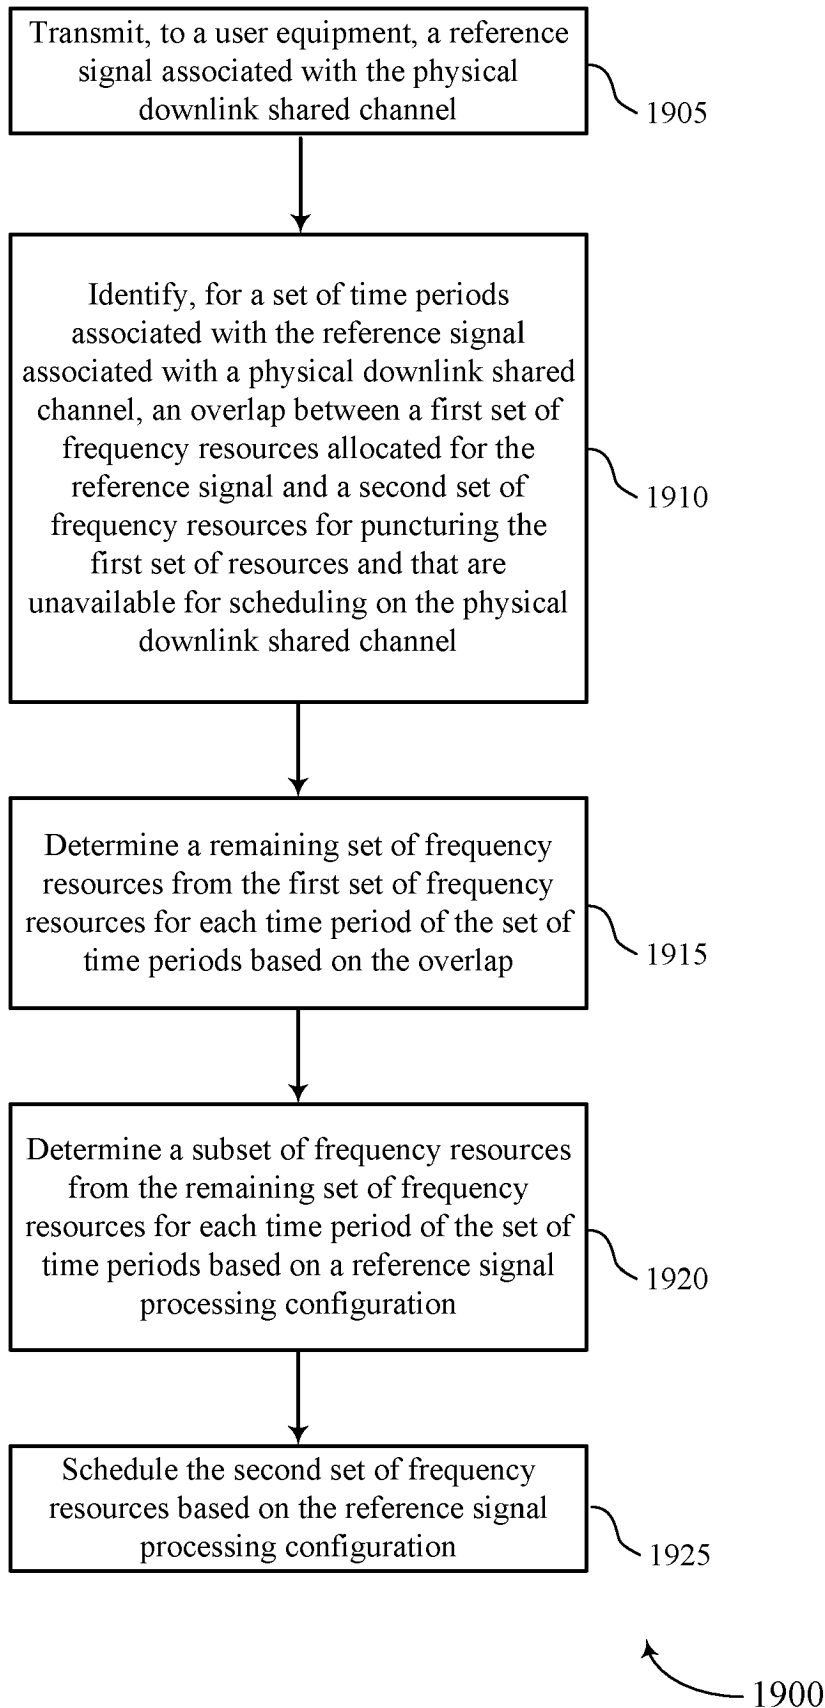 Transmit, to a user equipment, a reference
signal associated with the physical
downlink shared channel
1905
Identify, for a set of time periods
associated with the reference signal
associated with a physical downlink shared
channel, an overlap between a first set of
frequency resources allocated for the
reference signal and a second set of
frequency resources for puncturing the
first set of resources and that are
unavailable for scheduling on the physical
downlink shared channel
1910
Determine a remaining set of frequency
resources from the first set of frequency
resources for each time period of the set of
time periods based on the overlap
1915
Determine a subset of frequency resources
from the remaining set of frequency
resources for each time period of the set of
time periods based on a reference signal
processing configuration
1920
Schedule the second set of frequency
resources based on the reference signal
processing configuration
1925
1900